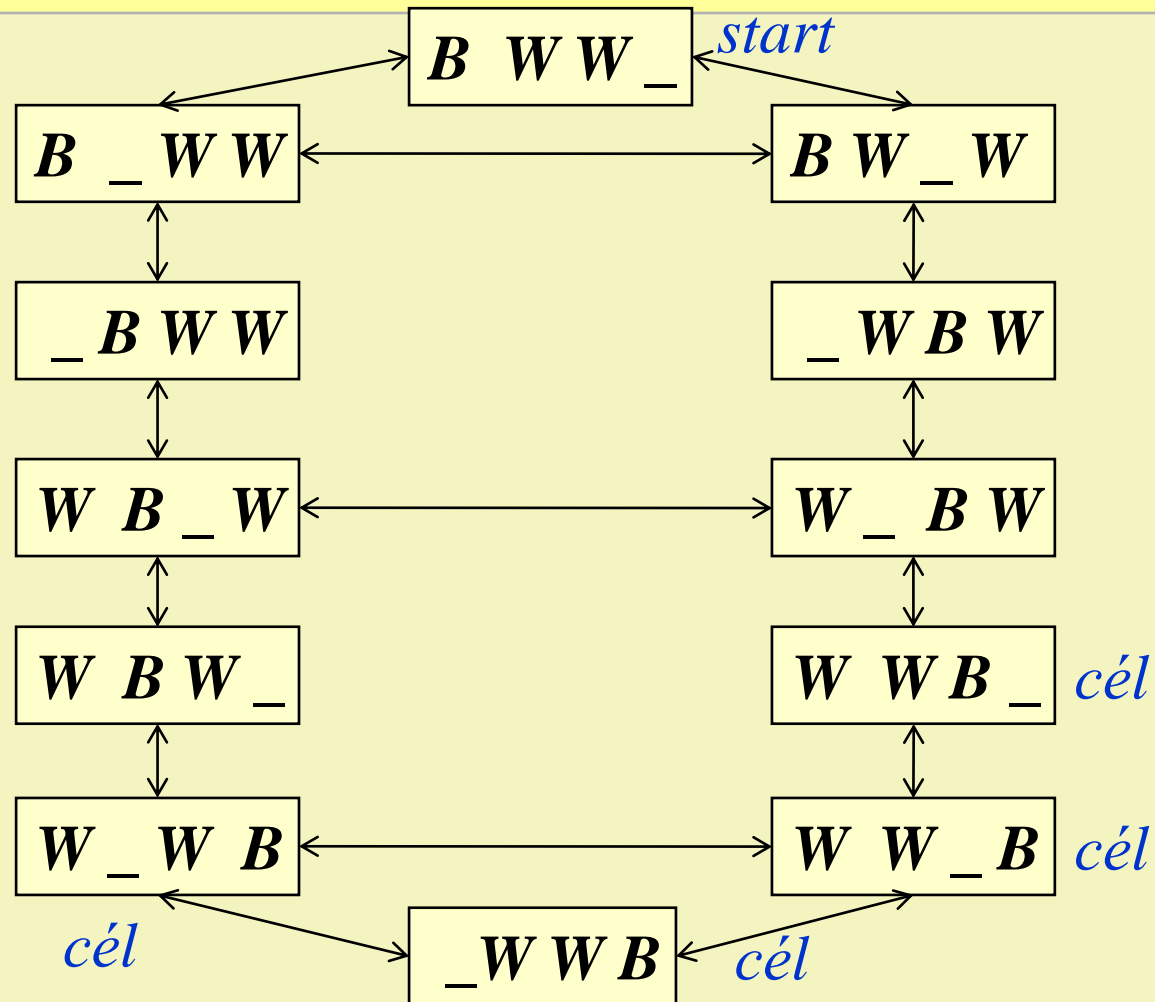 B W W _ start
B _ W W B W _ W
_ B W W _ W B W
W B _ W W _ B W
W B W _ W W B _ cél
W _ W B W W _ B cél
cél _ W W B cél